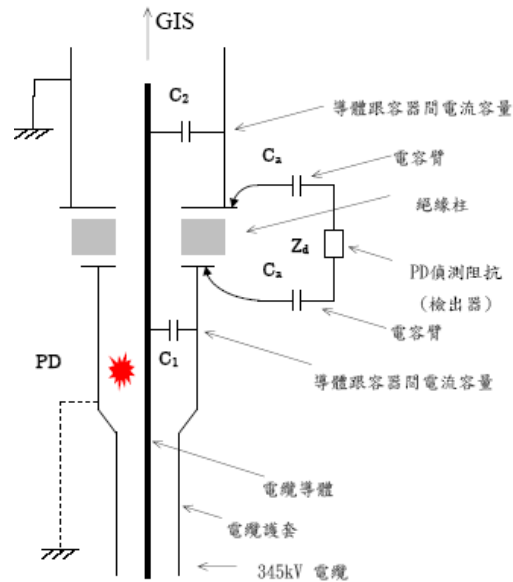 GIS
C₂
導體跟容器間電流容量
Cₐ
電容臂
絕緣柱
Z_d
PD偵測阻抗
(檢出器)
Cₐ
電容臂
PD
C₁
導體跟容器間電流容量
電纜導體
電纜護套
345kV 電纜